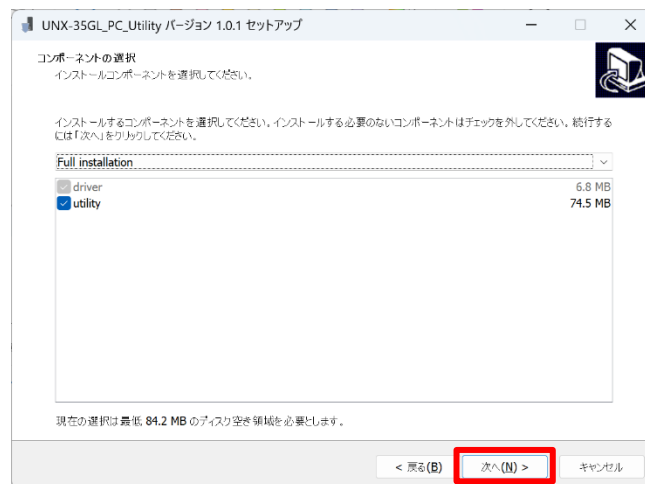 UNX-35GL_PC_Utility バージョン 1.0.1 セットアップ
コンポーネントの選択
インストールコンポーネントを選択してください。
インストールするコンポーネントを選択してください。インストールする必要のないコンポーネントはチェックを外してください。続行する
には「次へ」をクリックしてください。
Full installation
driver 6.8 MB
utility 74.5 MB
現在の選択は最低 84.2 MB のディスク空き領域を必要とします。
< 戻る(B) 次へ(N) > キャンセル